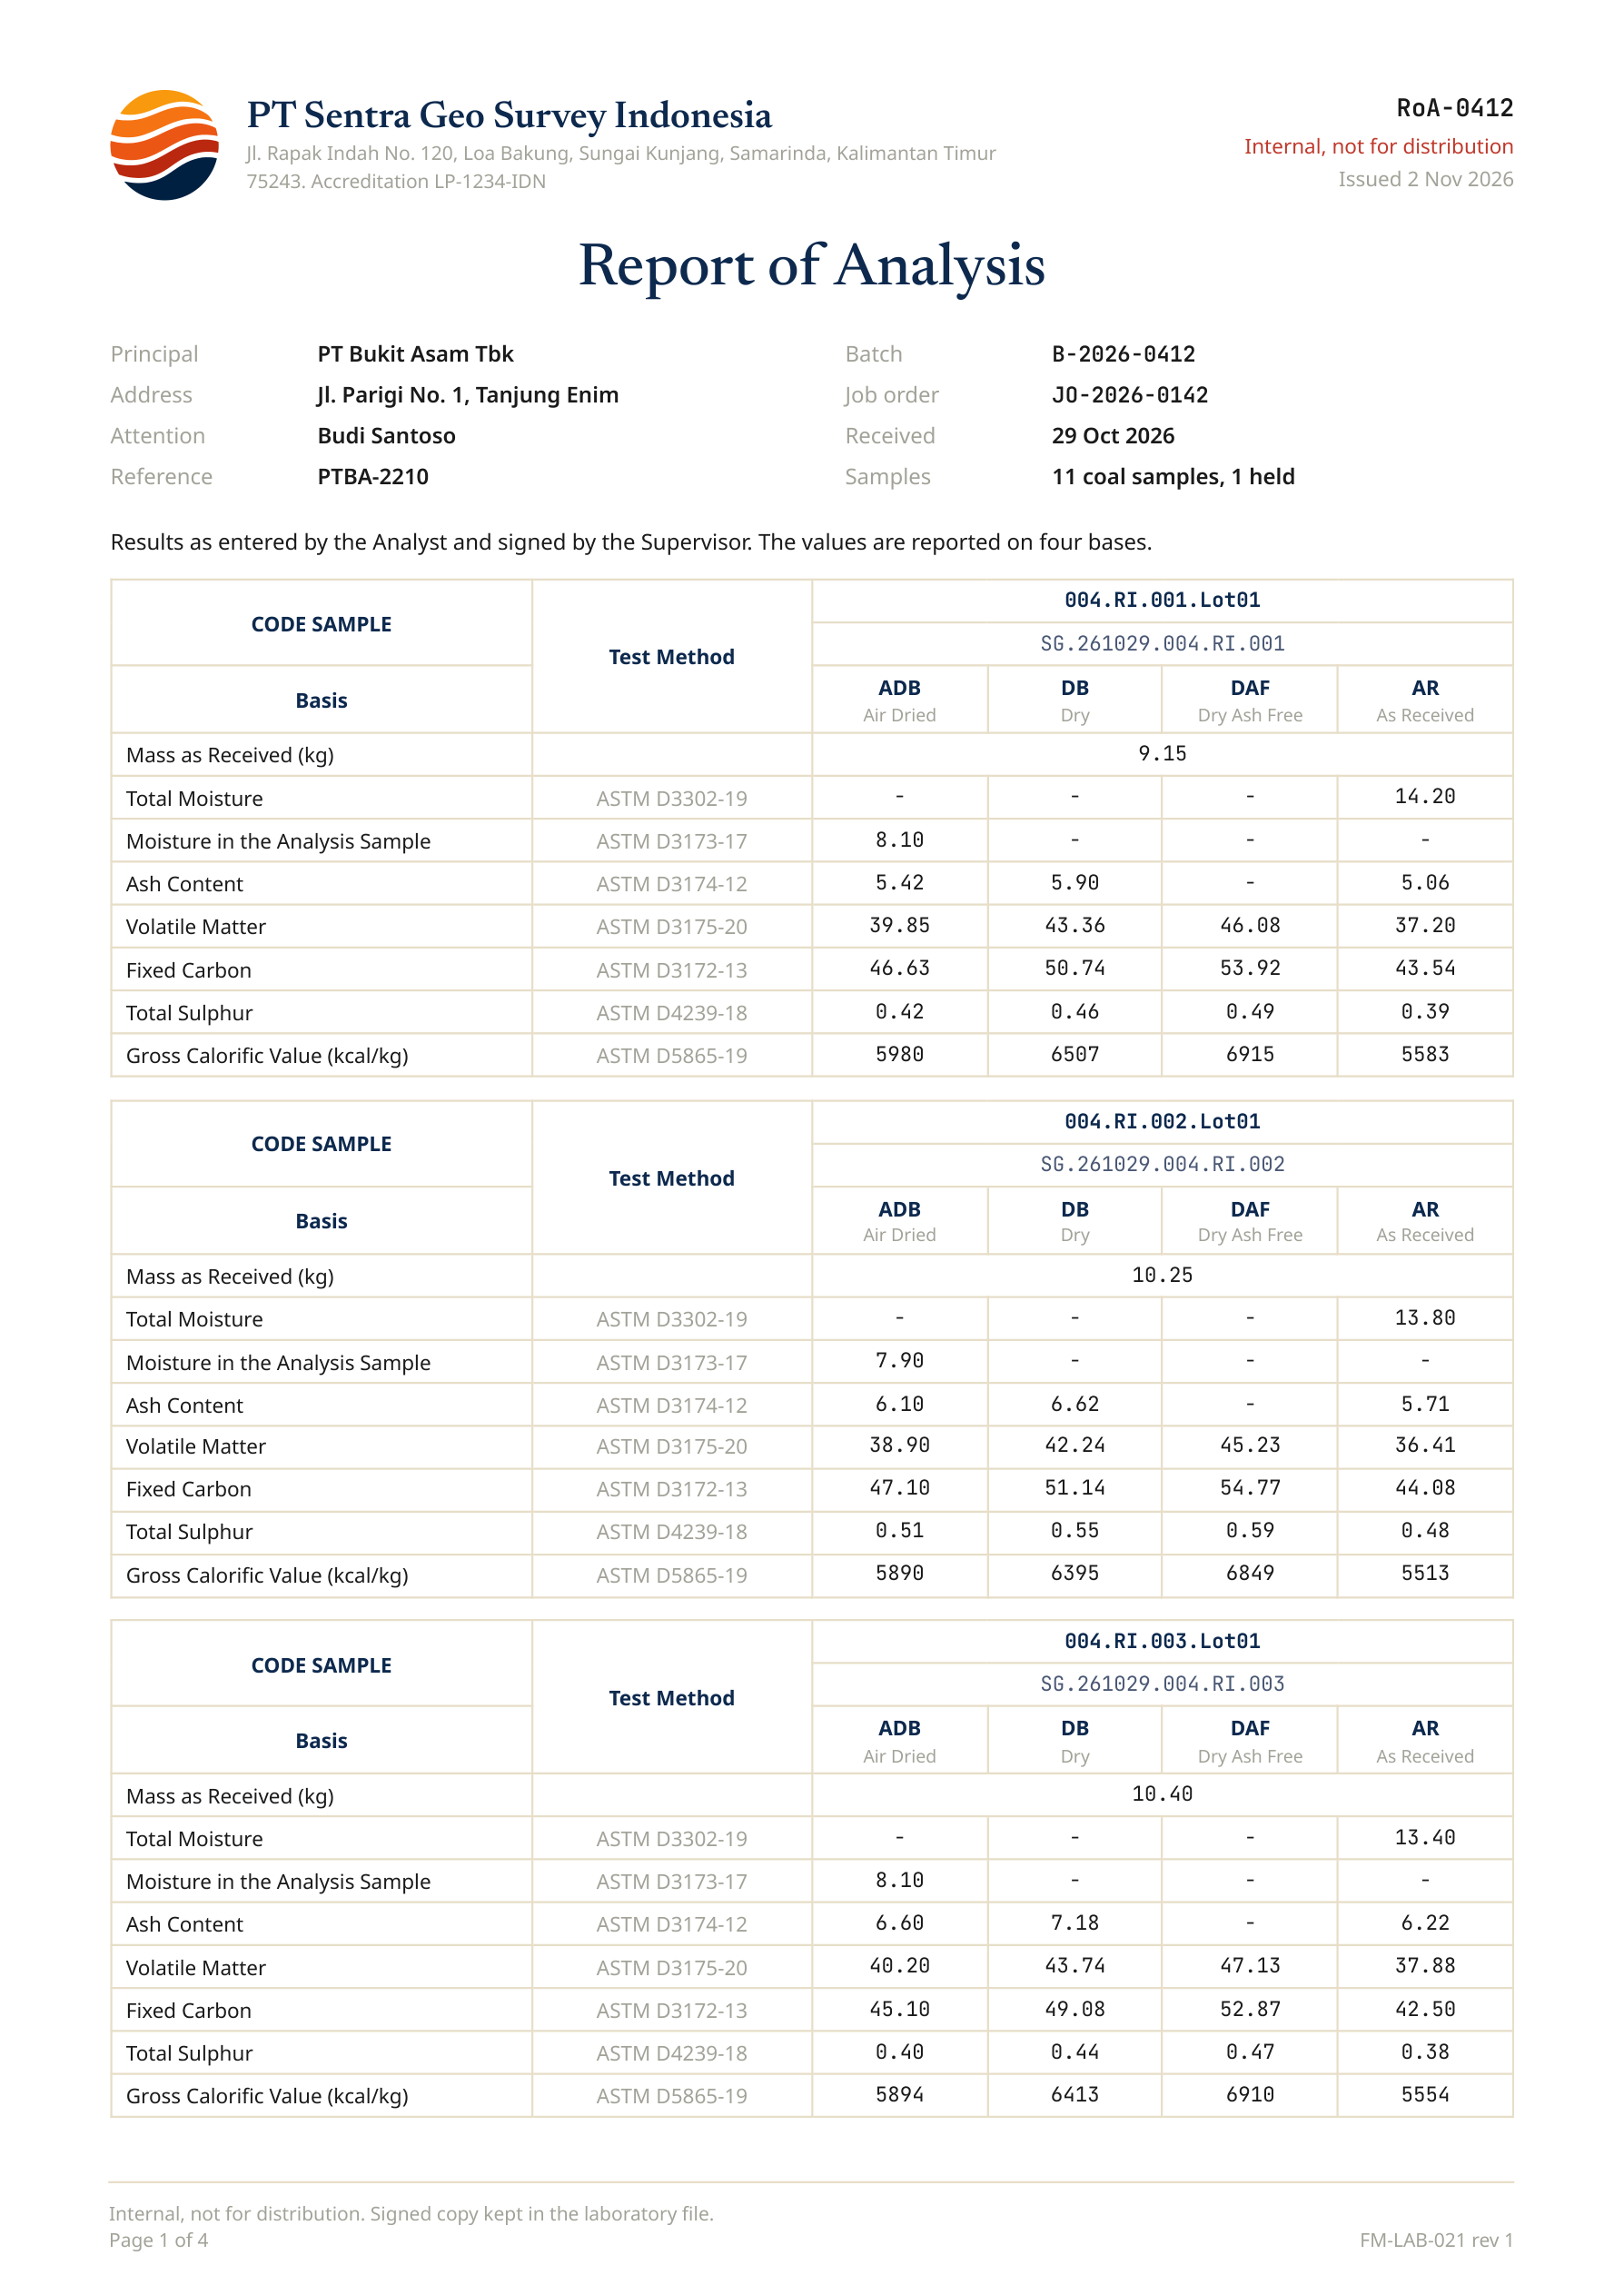 PT Sentra Geo Survey Indonesia
Jl. Rapak Indah No. 120, Loa Bakung, Sungai Kunjang, Samarinda, Kalimantan Timur
75243. Accreditation LP-1234-IDN
RoA-0412
Internal, not for distribution
Issued 2 Nov 2026
Report of Analysis
Principal PT Bukit Asam Tbk Batch B-2026-0412
Address Jl. Parigi No. 1, Tanjung Enim Job order JO-2026-0142
Attention Budi Santoso Received 29 Oct 2026
Reference PTBA-2210 Samples 11 coal samples, 1 held
Results as entered by the Analyst and signed by the Supervisor. The values are reported on four bases.
CODE SAMPLE Test Method 004.RI.001.Lot01
SG.261029.004.RI.001
Basis ADB DB DAF AR
Air Dried Dry Dry Ash Free As Received
Mass as Received (kg) 9.15
Total Moisture ASTM D3302-19 - - - 14.20
Moisture in the Analysis Sample ASTM D3173-17 8.10 - - -
Ash Content ASTM D3174-12 5.42 5.90 - 5.06
Volatile Matter ASTM D3175-20 39.85 43.36 46.08 37.20
Fixed Carbon ASTM D3172-13 46.63 50.74 53.92 43.54
Total Sulphur ASTM D4239-18 0.42 0.46 0.49 0.39
Gross Calorific Value (kcal/kg) ASTM D5865-19 5980 6507 6915 5583
CODE SAMPLE Test Method 004.RI.002.Lot01
SG.261029.004.RI.002
Basis ADB DB DAF AR
Air Dried Dry Dry Ash Free As Received
Mass as Received (kg) 10.25
Total Moisture ASTM D3302-19 - - - 13.80
Moisture in the Analysis Sample ASTM D3173-17 7.90 - - -
Ash Content ASTM D3174-12 6.10 6.62 - 5.71
Volatile Matter ASTM D3175-20 38.90 42.24 45.23 36.41
Fixed Carbon ASTM D3172-13 47.10 51.14 54.77 44.08
Total Sulphur ASTM D4239-18 0.51 0.55 0.59 0.48
Gross Calorific Value (kcal/kg) ASTM D5865-19 5890 6395 6849 5513
CODE SAMPLE Test Method 004.RI.003.Lot01
SG.261029.004.RI.003
Basis ADB DB DAF AR
Air Dried Dry Dry Ash Free As Received
Mass as Received (kg) 10.40
Total Moisture ASTM D3302-19 - - - 13.40
Moisture in the Analysis Sample ASTM D3173-17 8.10 - - -
Ash Content ASTM D3174-12 6.60 7.18 - 6.22
Volatile Matter ASTM D3175-20 40.20 43.74 47.13 37.88
Fixed Carbon ASTM D3172-13 45.10 49.08 52.87 42.50
Total Sulphur ASTM D4239-18 0.40 0.44 0.47 0.38
Gross Calorific Value (kcal/kg) ASTM D5865-19 5894 6413 6910 5554
Internal, not for distribution. Signed copy kept in the laboratory file.
Page 1 of 4 FM-LAB-021 rev 1